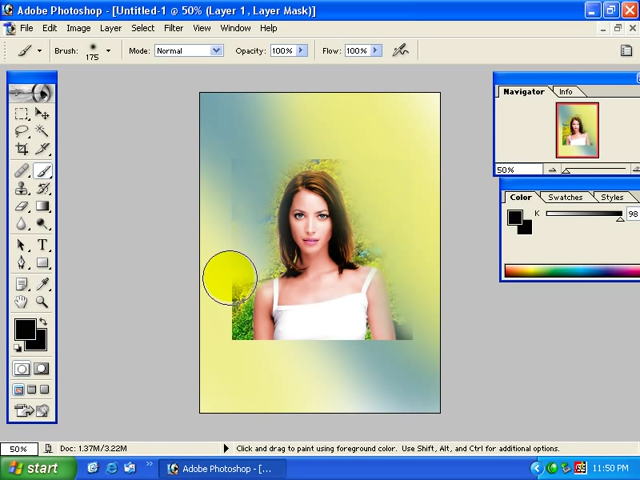 Adobe Photoshop - [Untitled-1 @ 50% (Layer 1, Layer Mask)]
File Edit Image Layer Select Filter View Window Help
Brush: 175 Mode: Normal Opacity: 100% Flow: 100%
Navigator Info
50%
Color Swatches Styles
K 98
T
50% Doc: 1.37M/3.22M Click and drag to paint using foreground color. Use Shift, Alt, and Ctrl for additional options.
start Adobe Photoshop - [... 11:50 PM